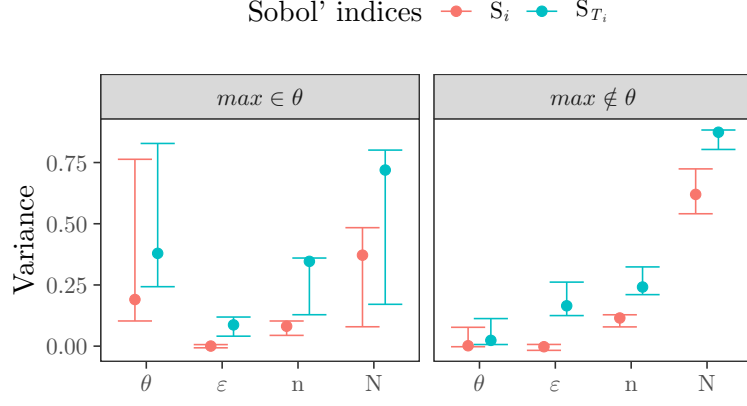 Sobol’ indices S_i S_{T_i}
max ∈ θ max ∉ θ
Variance
0.75
0.50
0.25
0.00
θ ε n N θ ε n N